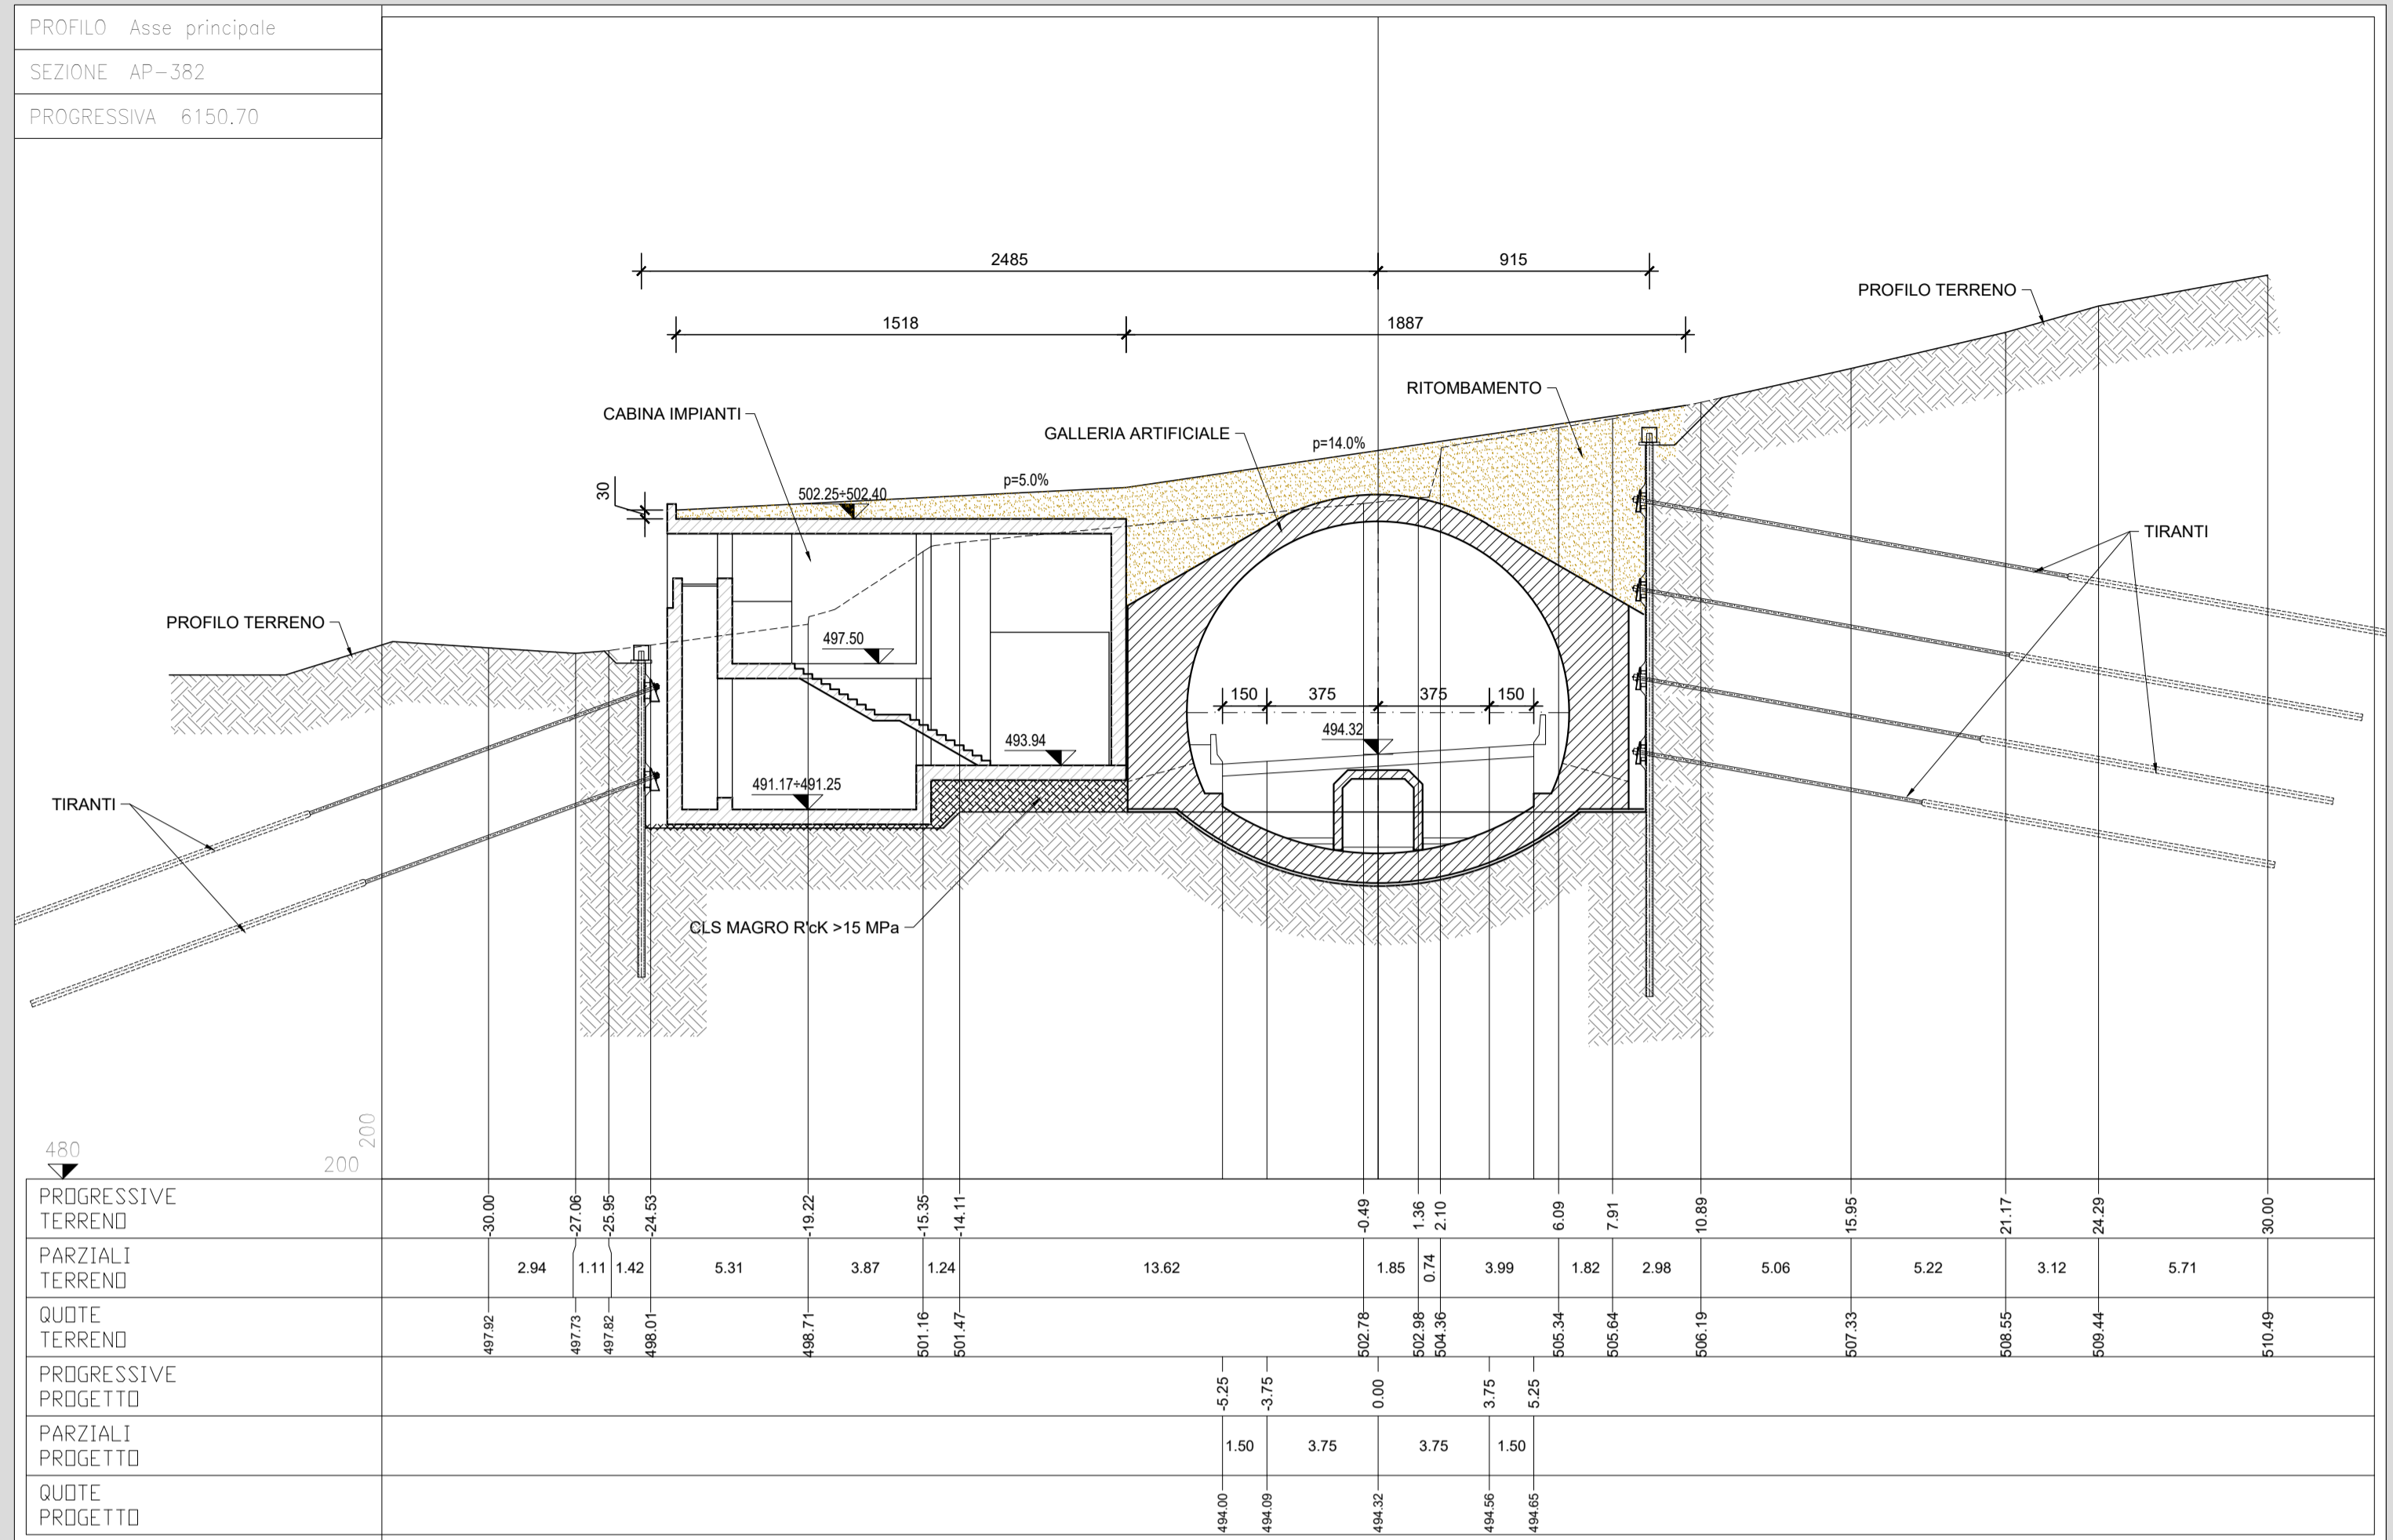 PROFILO Asse principale
SEZIONE AP-382
PROGRESSIVA 6150.70
2485 915
1518 1887
PROFILO TERRENO
RITOMBAMENTO
CABINA IMPIANTI
GALLERIA ARTIFICIALE
p=14.0%
p=5.0%
30
502.25÷502.40
TIRANTI
PROFILO TERRENO
497.50
150 375 375 150
494.32
493.94
491.17÷491.25
TIRANTI
CLS MAGRO R'cK >15 MPa
480
200
200
PROGRESSIVE
TERRENO
-30.00 -27.06 -25.95 -24.53 -19.22 -15.35 -14.11 -0.49 1.36 2.10 6.09 7.91 10.89 15.95 21.17 24.29 30.00
PARZIALI
TERRENO
2.94 1.11 1.42 5.31 3.87 1.24 13.62 1.85 0.74 3.99 1.82 2.98 5.06 5.22 3.12 5.71
QUOTE
TERRENO
497.92 497.73 497.82 498.01 498.71 501.16 501.47 502.78 502.98 504.36 505.34 505.64 506.19 507.33 508.55 509.44 510.49
PROGRESSIVE
PROGETTO
-5.25 -3.75 0.00 3.75 5.25
PARZIALI
PROGETTO
1.50 3.75 3.75 1.50
QUOTE
PROGETTO
494.00 494.09 494.32 494.56 494.65